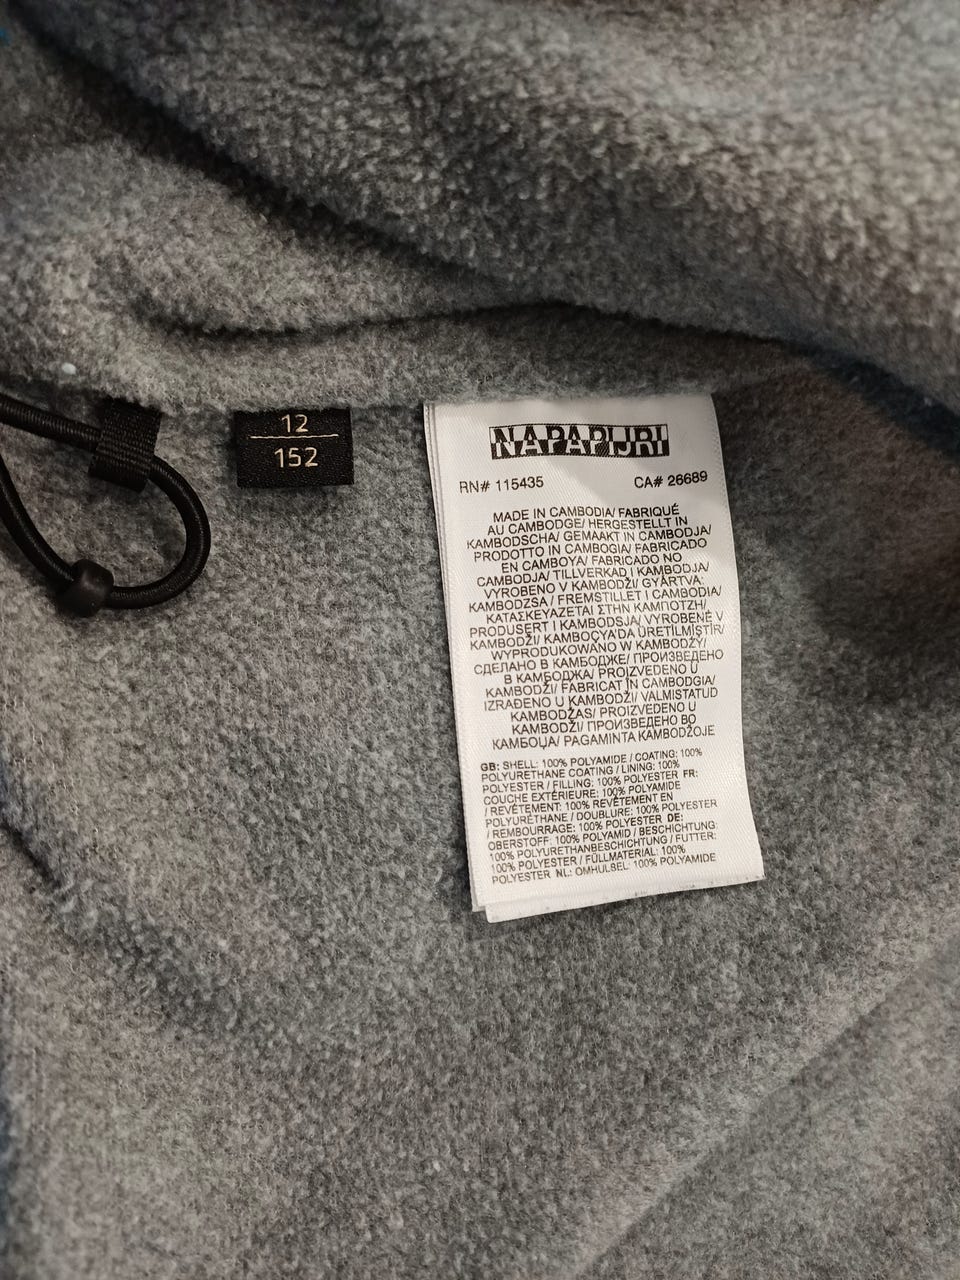 12
152
NAPAPIJRI
RN# 115435 CA# 26689
MADE IN CAMBODIA/ FABRIQUÉ
AU CAMBODGE/ HERGESTELLT IN
KAMBODSCHA/ GEMAAKT IN CAMBODJA/
PRODOTTO IN CAMBOGIA/ FABRICADO
EN CAMBOYA/ FABRICADO NO
CAMBODJA/ TILLVERKAD I KAMBODJA/
VYROBENO V KAMBODŽI/ GYÁRTVA:
KAMBODZSA / FREMSTILLET I CAMBODIA/
ΚΑΤΑΣΚΕΥΑΖΕΤΑΙ ΣΤΗΝ ΚΑΜΠΟΤΖΗ/
PRODUSERT I KAMBODSJA/ VYROBENÉ V
KAMBODŽI/ KAMBOÇYA'DA ÜRETİLMİŞTİR/
WYPRODUKOWANO W KAMBODŻY/
СДЕЛАНО В КАМБОДЖЕ/ ПРОИЗВЕДЕНО
В КАМБОДЖА/ PROIZVEDENO U
KAMBODŽI/ FABRICAT ÎN CAMBODGIA/
IZRAĐENO U KAMBODŽI/ VALMISTATUD
KAMBODŽAS/ PROIZVEDENO U
KAMBODŽI/ ПРОИЗВЕДЕНО ВО
КАМБОЏА/ PAGAMINTA KAMBODŽOJE
GB: SHELL: 100% POLYAMIDE / COATING: 100%
POLYURETHANE COATING / LINING: 100%
POLYESTER / FILLING: 100% POLYESTER FR:
COUCHE EXTÉRIEURE: 100% POLYAMIDE
/ REVÊTEMENT: 100% REVÊTEMENT EN
POLYURÉTHANE / DOUBLURE: 100% POLYESTER
/ REMBOURRAGE: 100% POLYESTER DE:
OBERSTOFF: 100% POLYAMID / BESCHICHTUNG:
100% POLYURETHANBESCHICHTUNG / FUTTER:
100% POLYESTER / FÜLLMATERIAL: 100%
POLYESTER NL: OMHULSEL: 100% POLYAMIDE